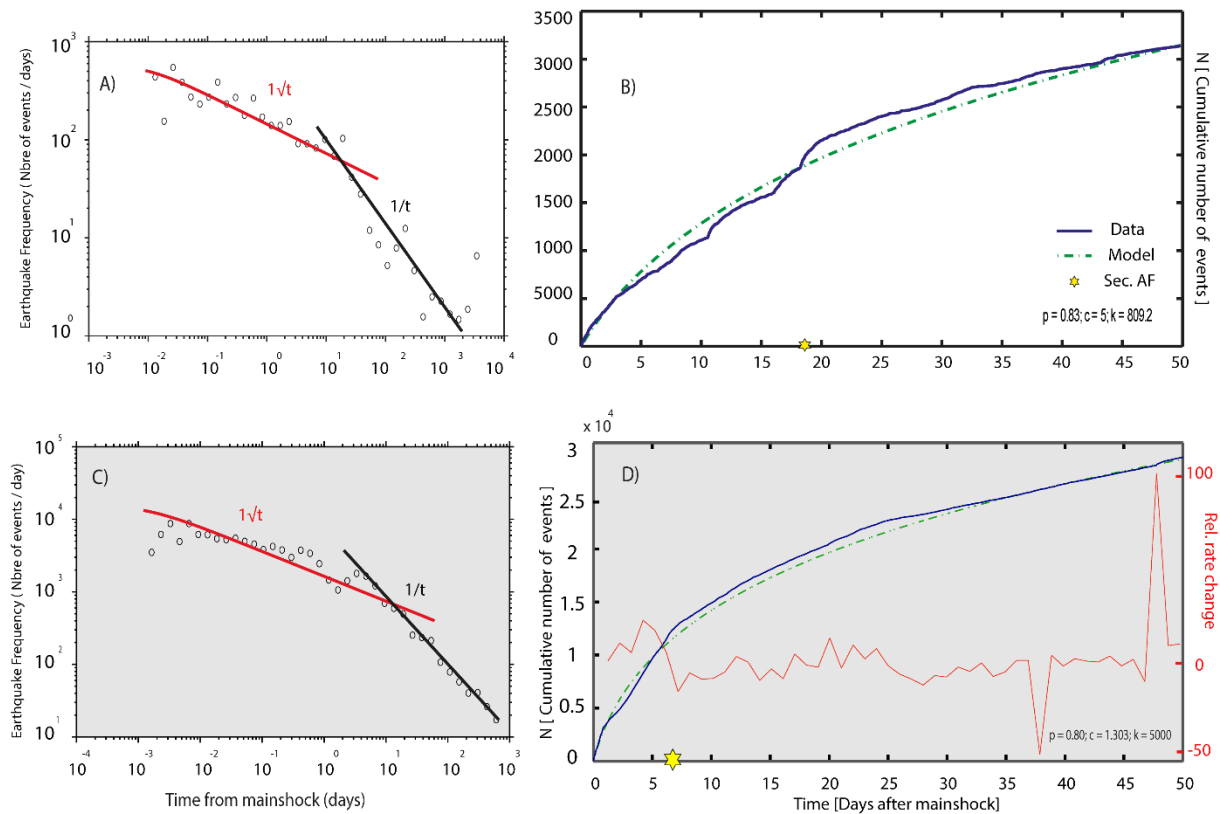 A)
Earthquake Frequency ( Nbre of events / days)
10 3
10 2
10 1
10 0
1√t
1/t
10 -3
10 -2
10 -1
10 0
10 1
10 2
10 3
10 4
B)
3500
3000
2500
2000
1500
1000
5000
0
N [ Cumulative number of events ]
Data
Model
Sec. AF
p = 0.83; c = 5; k = 809.2
0 5 10 15 20 25 30 35 40 45 50
Time [Days after mainshock]
C)
Earthquake Frequency (Nbre of events / day)
10 5
10 4
10 3
10 2
10 1
1√t
1/t
10 -4
10 -3
10 -2
10 -1
10 0
10 1
10 2
10 3
Time from mainshock (days)
D)
x 10 4
3
2.5
2
1.5
1
0.5
0
N [ Cumulative number of events ]
100
0
-50
Rel. rate change
p = 0.80; c = 1.303; k = 5000
0 5 10 15 20 25 30 35 40 45 50
Time [Days after mainshock]